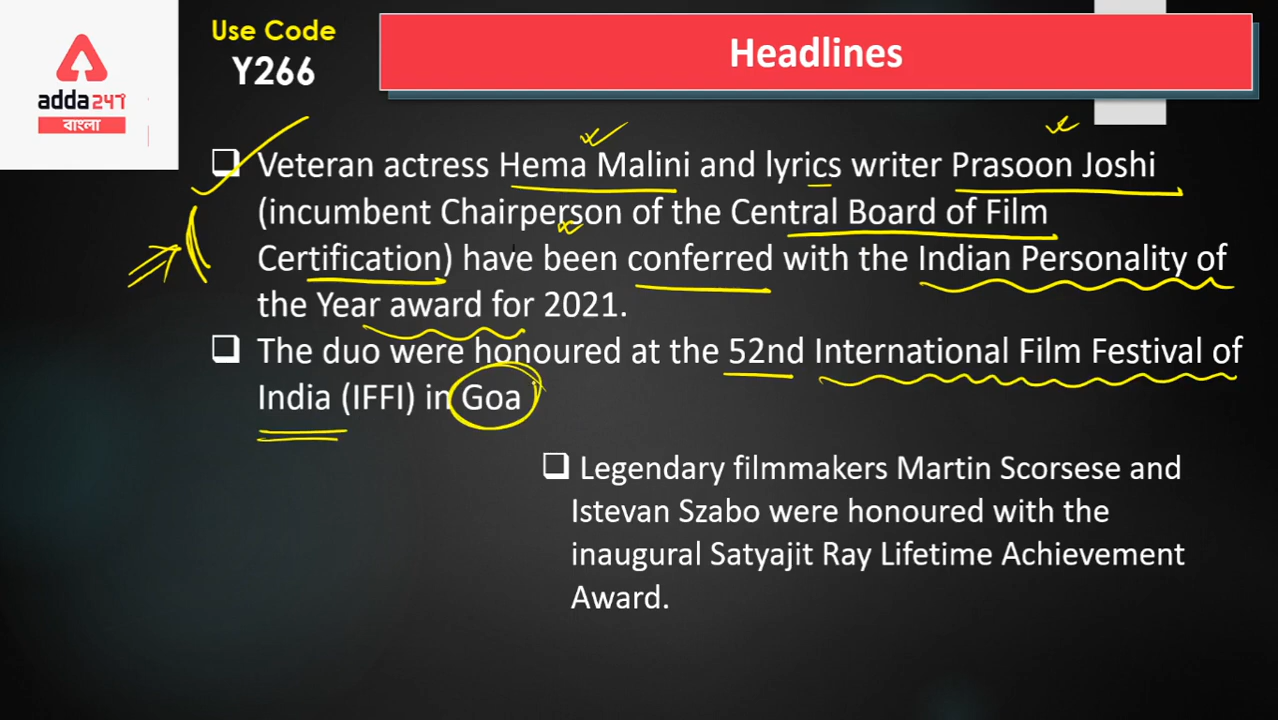 adda247
বাংলা
Use Code
Y266
Headlines
Veteran actress Hema Malini and lyrics writer Prasoon Joshi
(incumbent Chairperson of the Central Board of Film
Certification) have been conferred with the Indian Personality of
the Year award for 2021.
The duo were honoured at the 52nd International Film Festival of
India (IFFI) in Goa
Legendary filmmakers Martin Scorsese and
Istevan Szabo were honoured with the
inaugural Satyajit Ray Lifetime Achievement
Award.